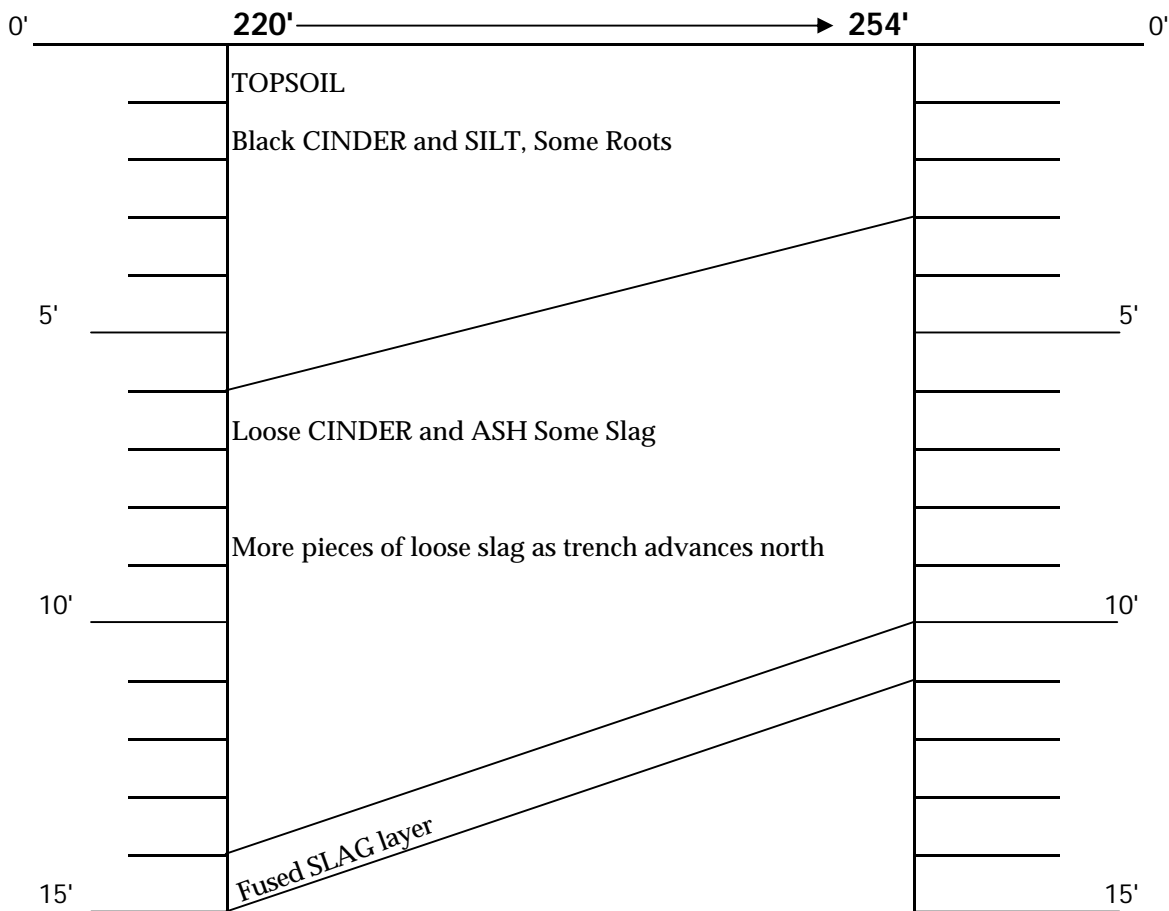 0' 220' 254' 0'
TOPSOIL
Black CINDER and SILT, Some Roots
5' 5'
Loose CINDER and ASH Some Slag
More pieces of loose slag as trench advances north
10' 10'
Fused SLAG layer
15' 15'